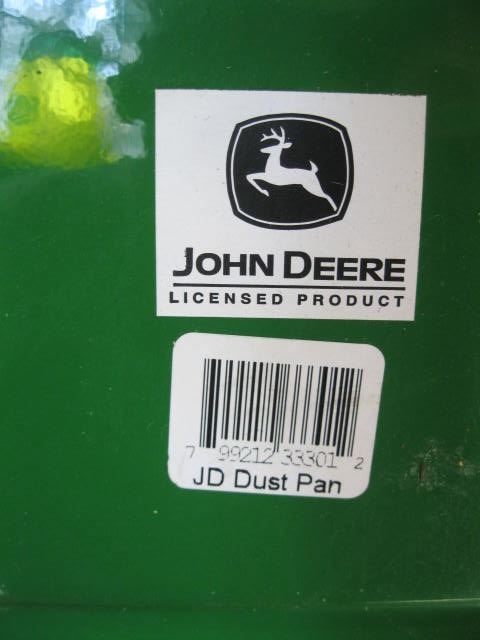 JOHN DEERE
LICENSED PRODUCT
7 99212 33301 2
JD Dust Pan